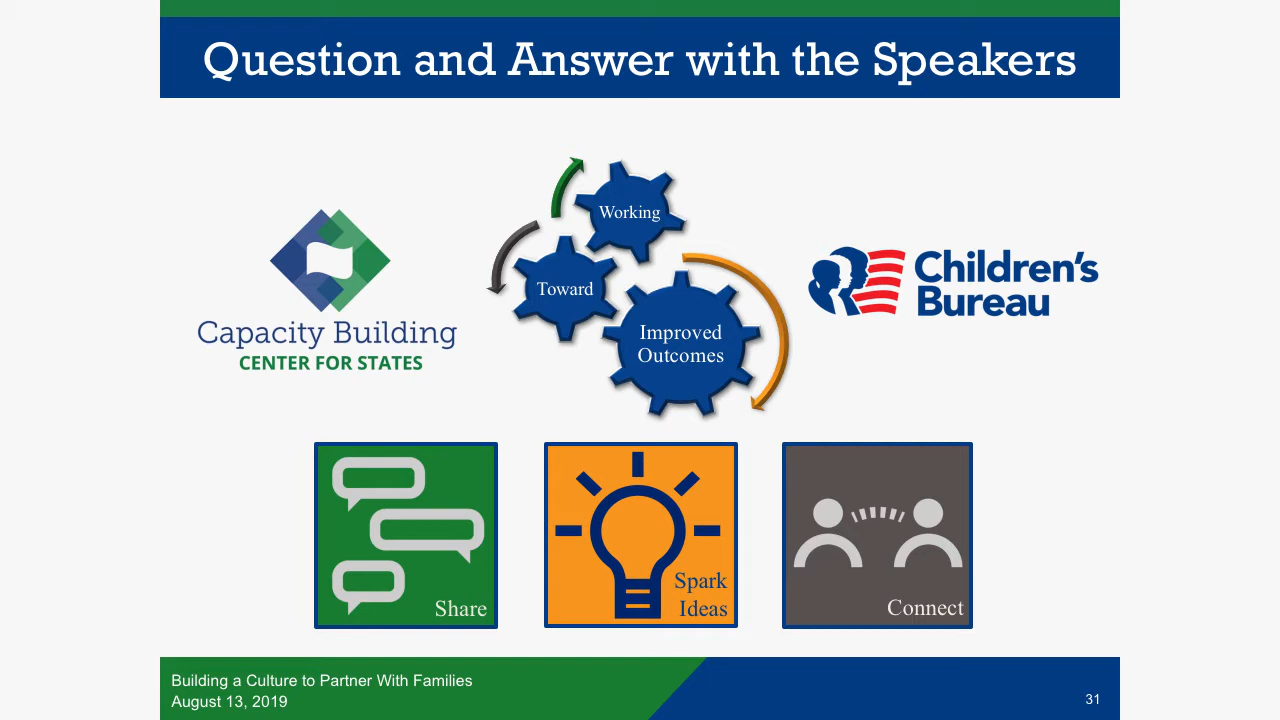 Question and Answer with the Speakers
Working
Toward
Improved
Outcomes
Capacity Building
CENTER FOR STATES
Children's
Bureau
Share
Spark
Ideas
Connect
Building a Culture to Partner With Families
August 13, 2019
31